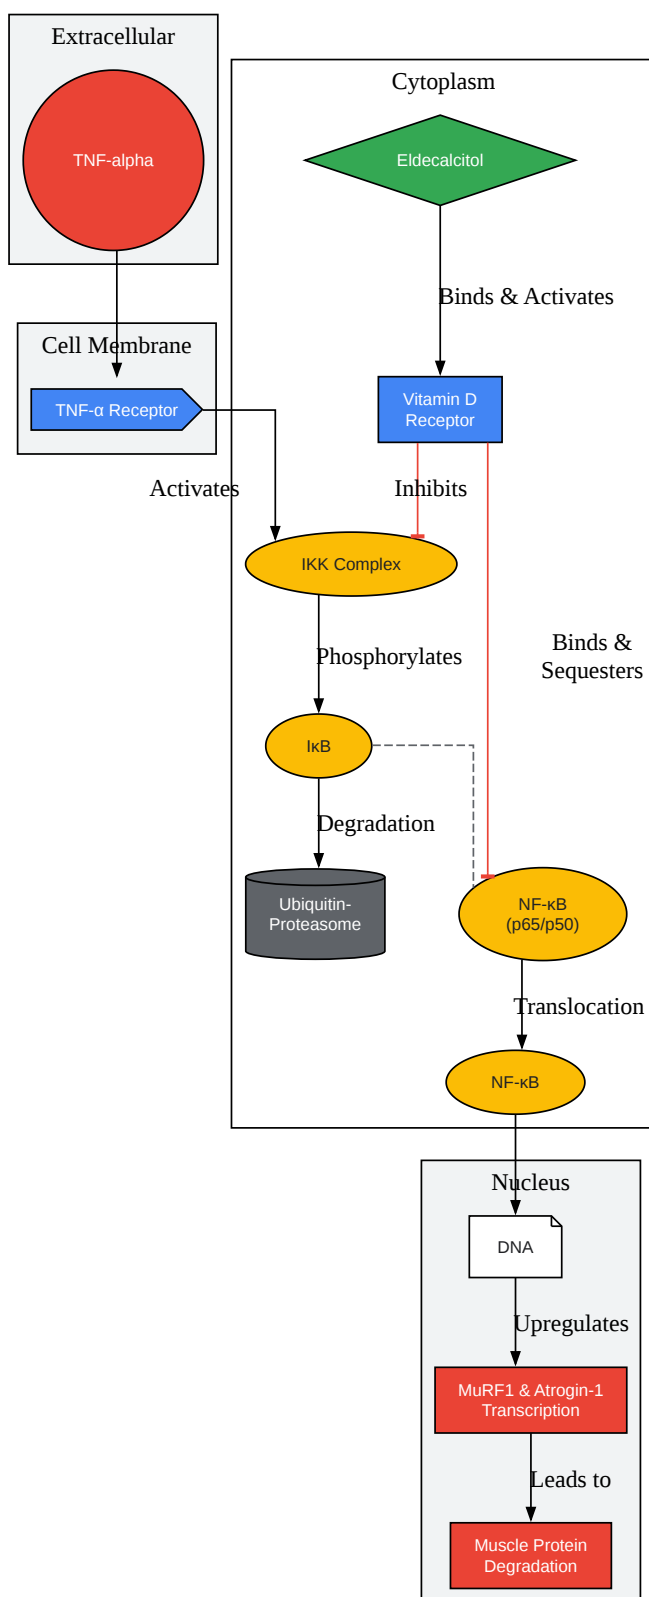 Extracellular
TNF-alpha
Cytoplasm
Eldecalcitol
Binds & Activates
Cell Membrane
TNF-α Receptor
Vitamin D
Receptor
Activates
Inhibits
IKK Complex
Binds &
Sequesters
Phosphorylates
IκB
Degradation
Ubiquitin-
Proteasome
NF-κB
(p65/p50)
Translocation
NF-κB
Nucleus
DNA
Upregulates
MuRF1 & Atrogin-1
Transcription
Leads to
Muscle Protein
Degradation